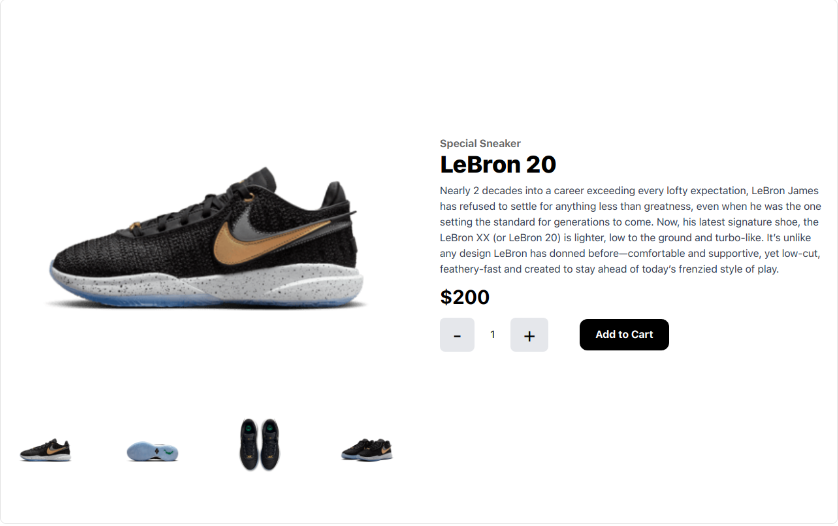 Special Sneaker
LeBron 20
Nearly 2 decades into a career exceeding every lofty expectation, LeBron James
has refused to settle for anything less than greatness, even when he was the one
setting the standard for generations to come. Now, his latest signature shoe, the
LeBron XX (or LeBron 20) is lighter, low to the ground and turbo-like. It’s unlike
any design LeBron has donned before—comfortable and supportive, yet low-cut,
feathery-fast and created to stay ahead of today’s frenzied style of play.
$200
- 1 + Add to Cart